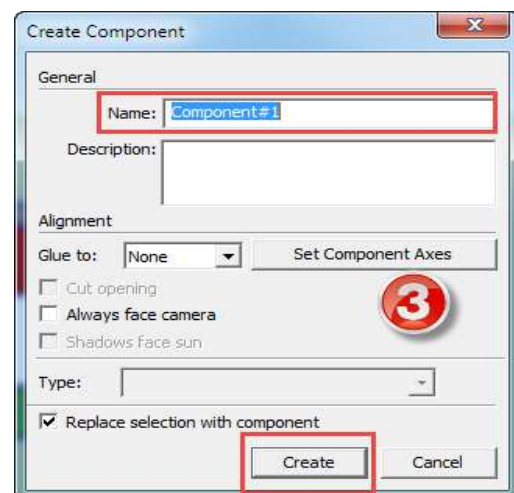 Create Component
General
Name: Component#1
Description:
Alignment
Glue to: None Set Component Axes
Cut opening
Always face camera
3
Shadows face sun
Type:
Replace selection with component
Create Cancel